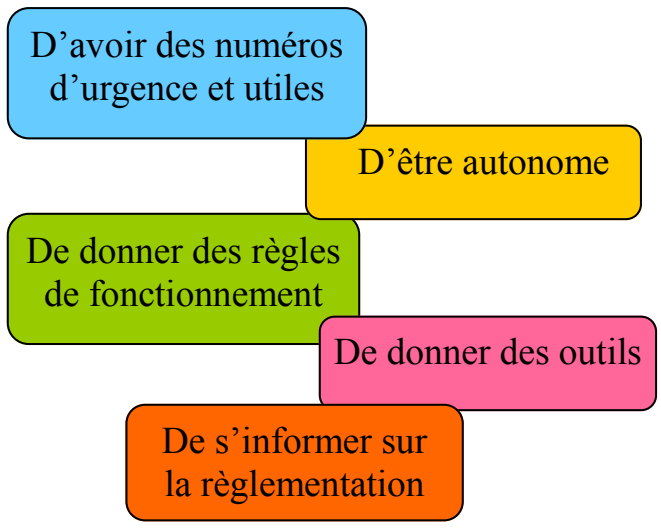 D’avoir des numéros
d’urgence et utiles
D’être autonome
De donner des règles
de fonctionnement
De donner des outils
De s’informer sur
la règlementation